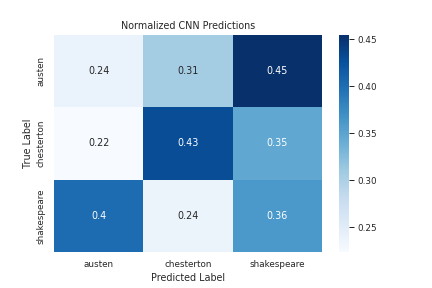 Normalized CNN Predictions
austen
0.24
0.31
0.45
True Label
chesterton
0.22
0.43
0.35
shakespeare
0.4
0.24
0.36
austen
chesterton
shakespeare
Predicted Label
0.45
0.40
0.35
0.30
0.25